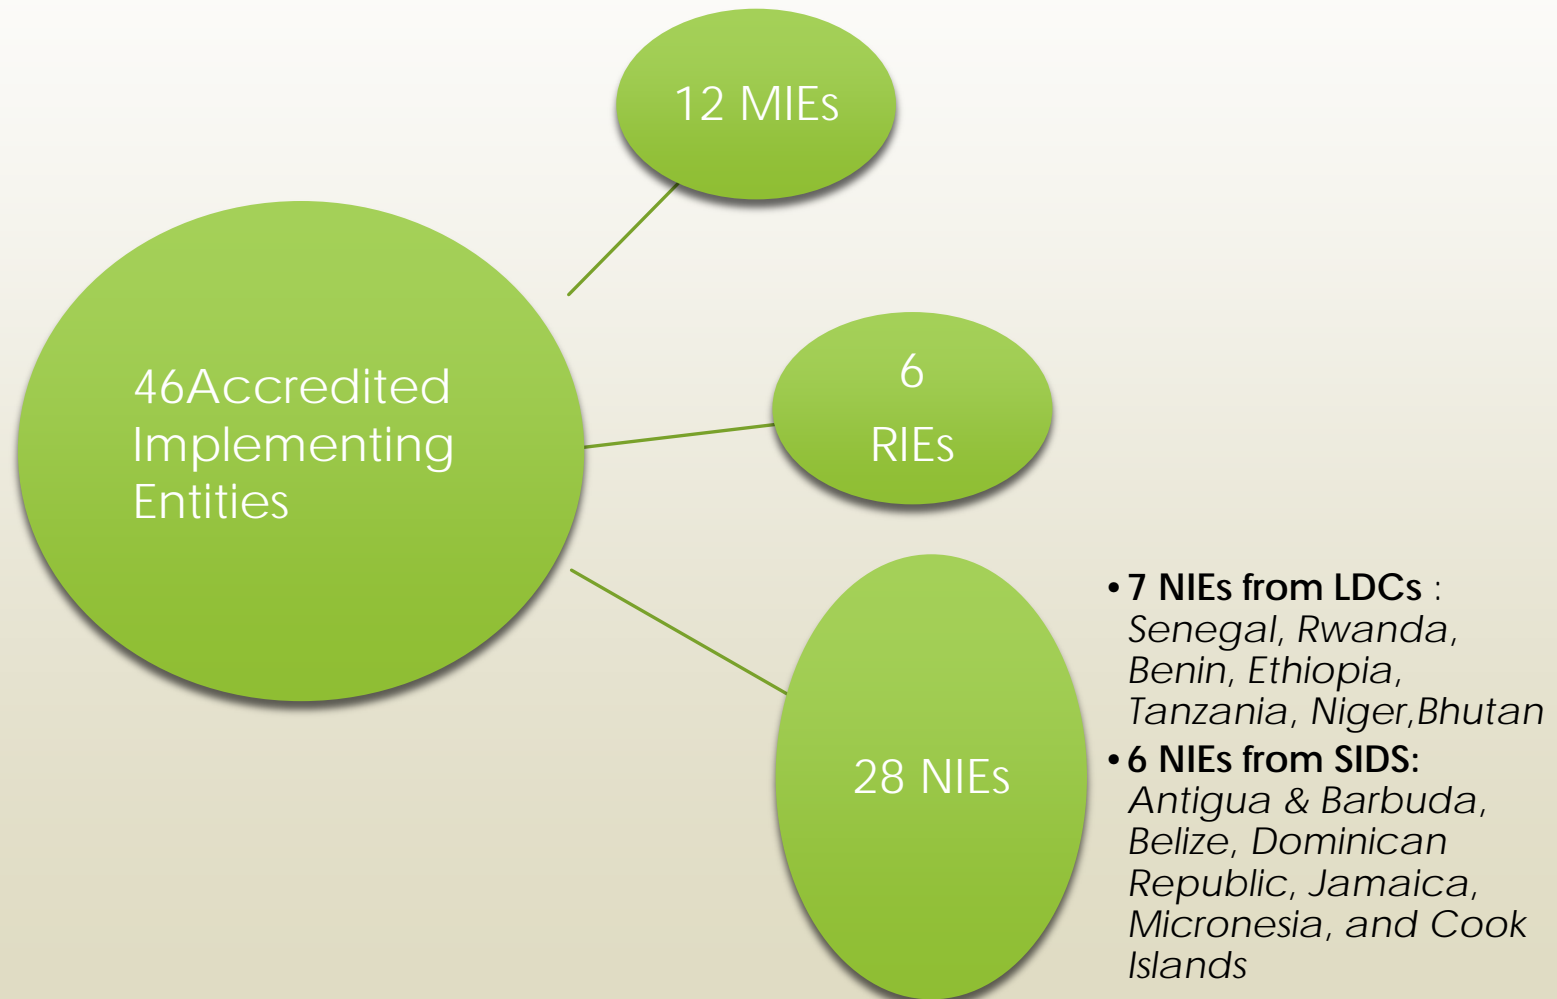 12 MIEs
46Accredited
Implementing
Entities
6
RIEs
28 NIEs
• 7 NIEs from LDCs :
Senegal, Rwanda,
Benin, Ethiopia,
Tanzania, Niger,Bhutan
• 6 NIEs from SIDS:
Antigua & Barbuda,
Belize, Dominican
Republic, Jamaica,
Micronesia, and Cook
Islands